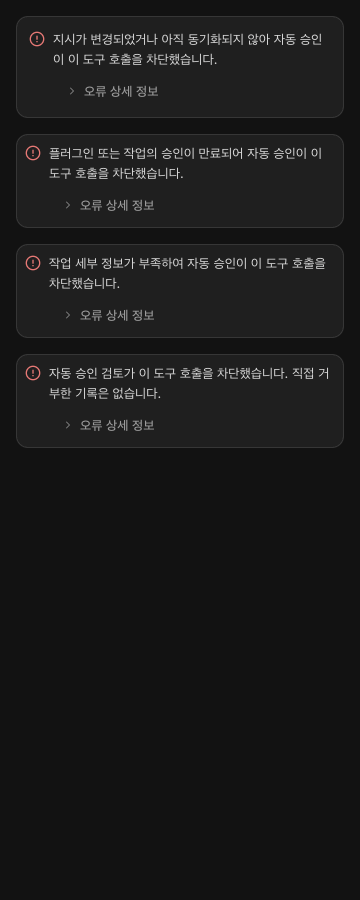 지시가 변경되었거나 아직 동기화되지 않아 자동 승인
이 이 도구 호출을 차단했습니다.
오류 상세 정보
플러그인 또는 작업의 승인이 만료되어 자동 승인이 이
도구 호출을 차단했습니다.
오류 상세 정보
작업 세부 정보가 부족하여 자동 승인이 이 도구 호출을
차단했습니다.
오류 상세 정보
자동 승인 검토가 이 도구 호출을 차단했습니다. 직접 거
부한 기록은 없습니다.
오류 상세 정보